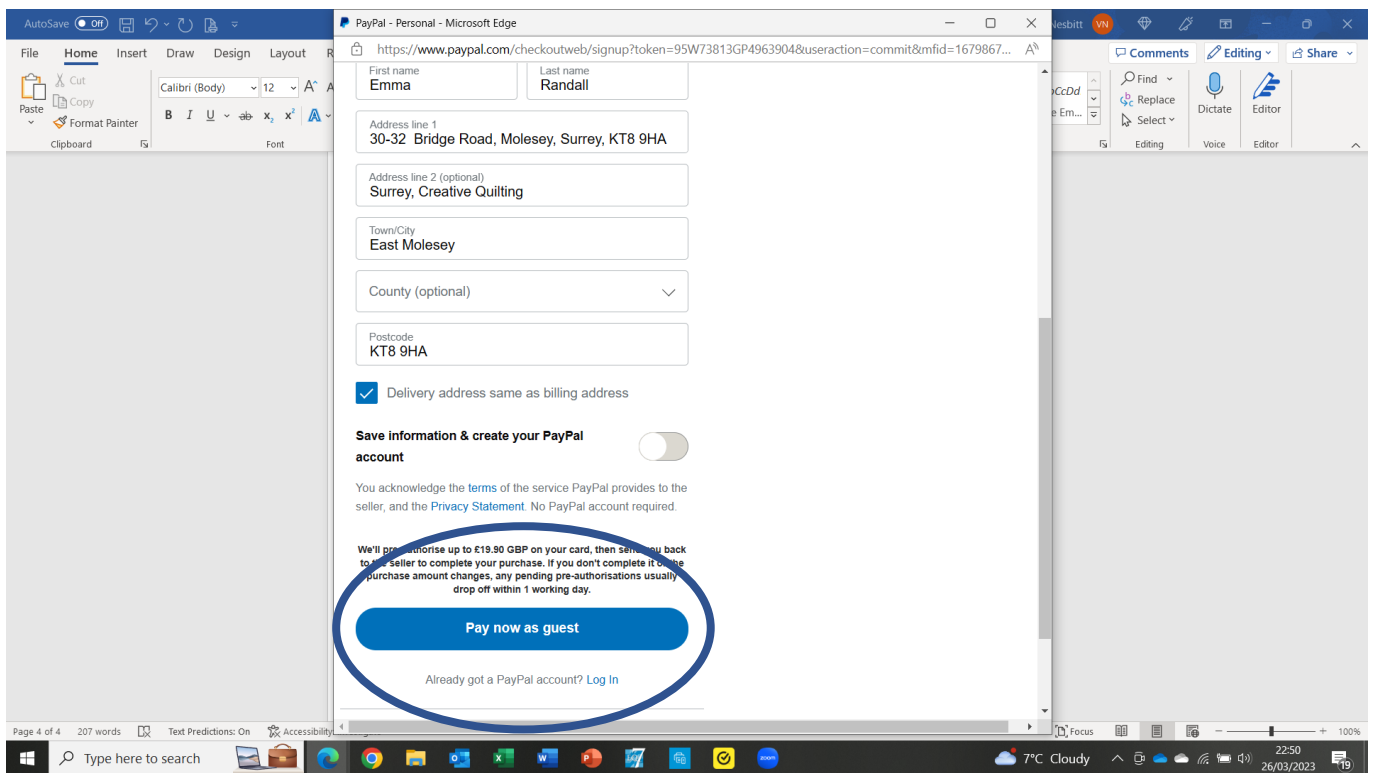 AutoSave Off
PayPal - Personal - Microsoft Edge
Nesbitt VN
https://www.paypal.com/checkoutweb/signup?token=95W73813GP4963904&useraction=commit&mfid=1679867...
File Home Insert Draw Design Layout R
Comments Editing Share
Cut
Copy
Format Painter
Paste
Clipboard
Calibri (Body) 12
B I U ab x₂ x² A
Font
Find
Replace
Select
Editing
Dictate
Voice
Editor
Editor
First name
Emma
Last name
Randall
Address line 1
30-32 Bridge Road, Molesey, Surrey, KT8 9HA
Address line 2 (optional)
Surrey, Creative Quilting
Town/City
East Molesey
County (optional)
Postcode
KT8 9HA
Delivery address same as billing address
Save information & create your PayPal
account
You acknowledge the terms of the service PayPal provides to the
seller, and the Privacy Statement. No PayPal account required.
We'll pre-authorise up to £19.90 GBP on your card, then send you back
to the seller to complete your purchase. If you don't complete it or the
purchase amount changes, any pending pre-authorisations usually
drop off within 1 working day.
Pay now as guest
Already got a PayPal account? Log In
Page 4 of 4 207 words Text Predictions: On Accessibility
Focus 100%
Type here to search
zoom
7°C Cloudy
22:50
26/03/2023
19